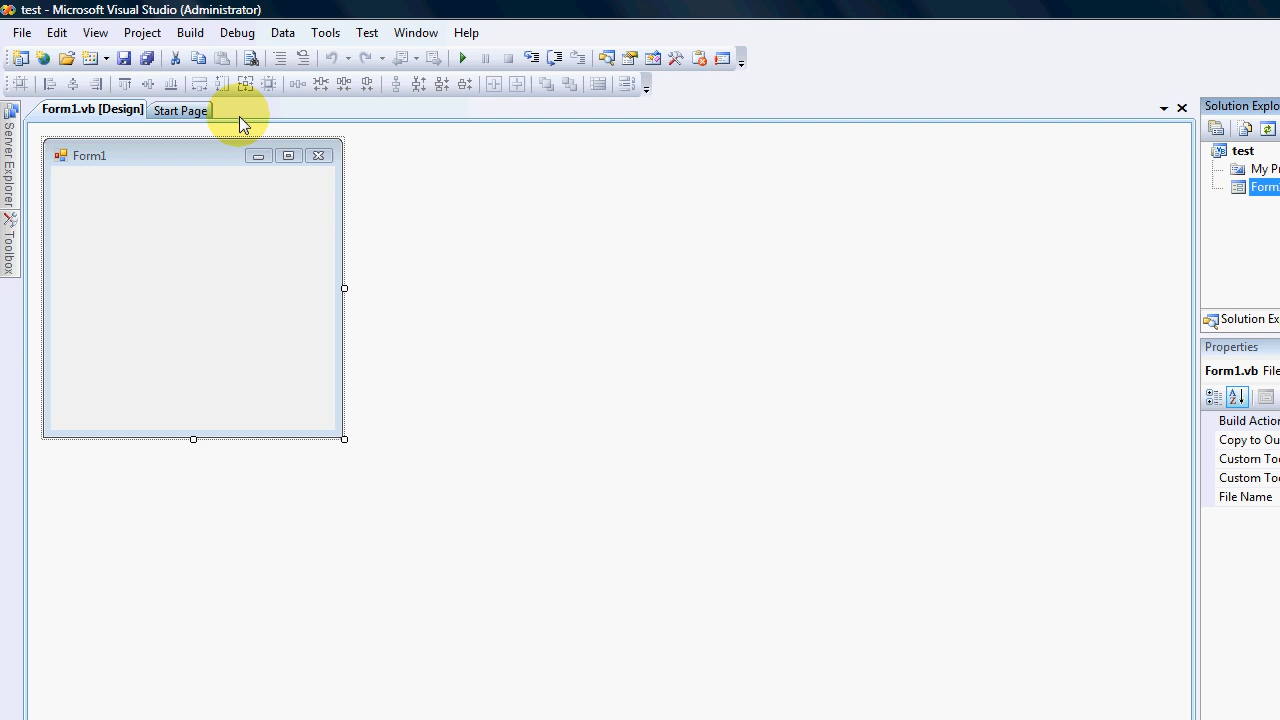 test - Microsoft Visual Studio (Administrator)
File Edit View Project Build Debug Data Tools Test Window Help
Form1.vb [Design] Start Page
Server Explorer
Toolbox
Form1
Solution Explo
test
My Pr
Form
Solution Ex
Properties
Form1.vb File
Build Action
Copy to Ou
Custom Too
Custom Too
File Name